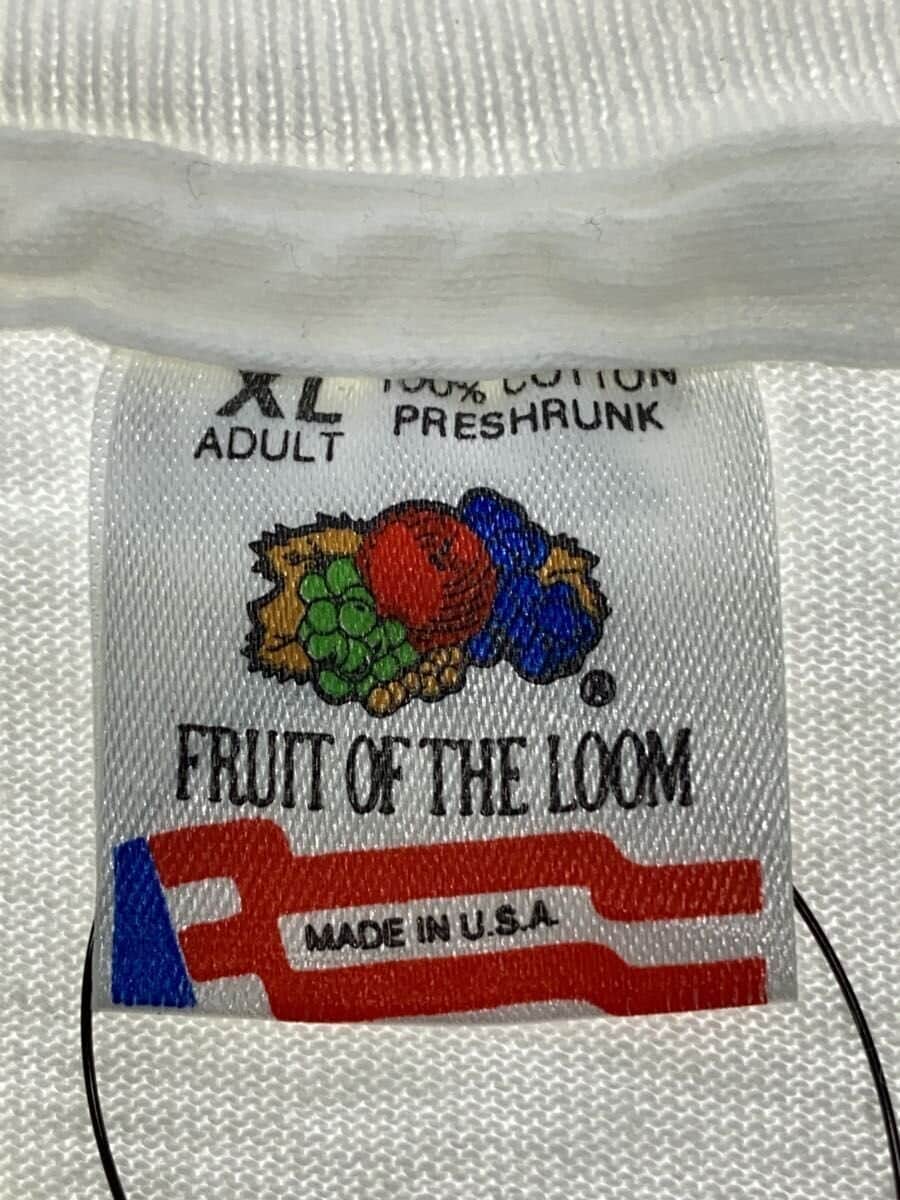 XL
ADULT
100% COTTON
PRESHRUNK
®
FRUIT OF THE LOOM
MADE IN U.S.A.